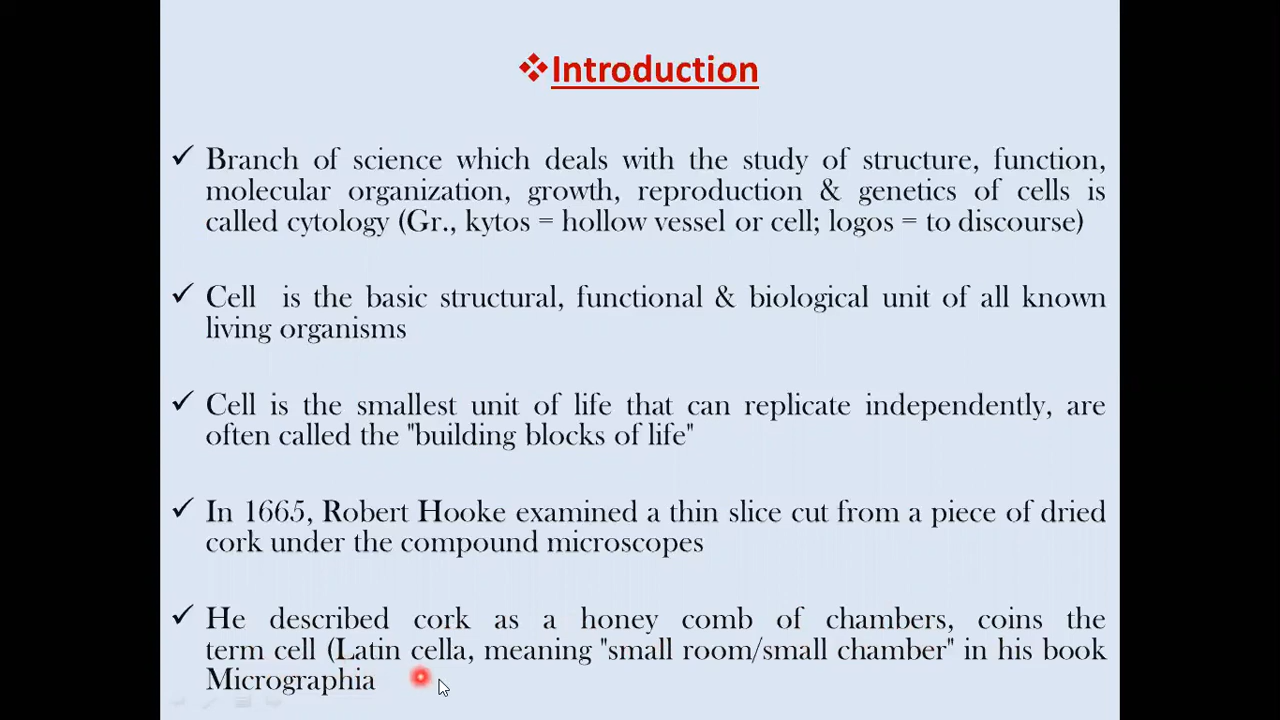 ❖Introduction
✓ Branch of science which deals with the study of structure, function,
molecular organization, growth, reproduction & genetics of cells is
called cytology (Gr., kytos = hollow vessel or cell; logos = to discourse)
✓ Cell is the basic structural, functional & biological unit of all known
living organisms
✓ Cell is the smallest unit of life that can replicate independently, are
often called the "building blocks of life"
✓ In 1665, Robert Hooke examined a thin slice cut from a piece of dried
cork under the compound microscopes
✓ He described cork as a honey comb of chambers, coins the
term cell (Latin cella, meaning "small room/small chamber" in his book
Micrographia